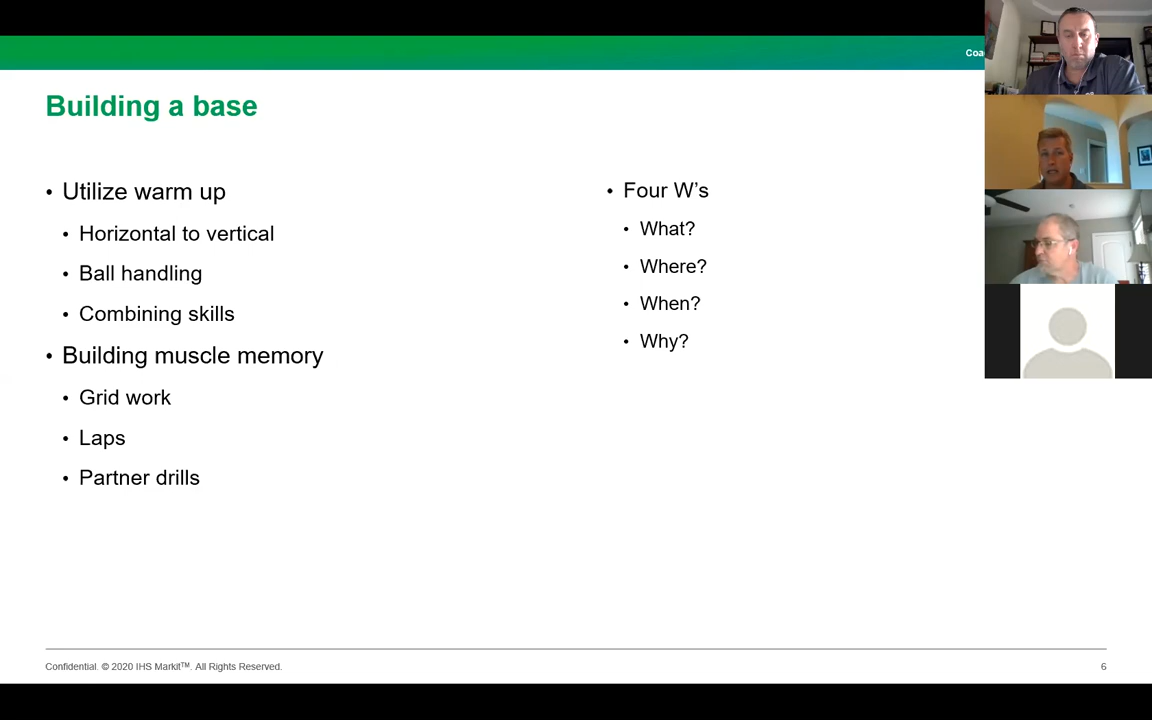 Building a base
• Utilize warm up
• Horizontal to vertical
• Ball handling
• Combining skills
• Building muscle memory
• Grid work
• Laps
• Partner drills
• Four W’s
• What?
• Where?
• When?
• Why?
Confidential. © 2020 IHS Markit™. All Rights Reserved.
6